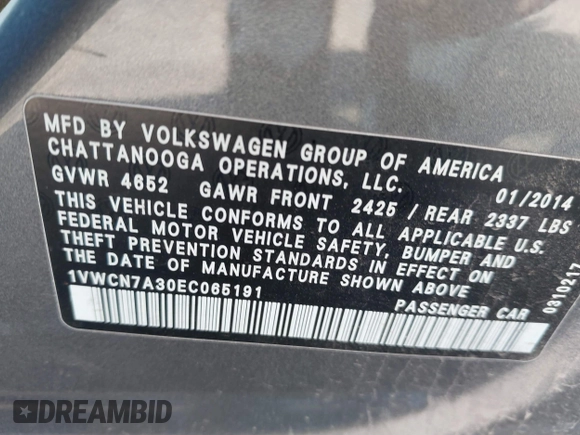 MFD BY VOLKSWAGEN GROUP OF AMERICA
CHATTANOOGA OPERATIONS, LLC. 01/2014
GVWR 4652 GAWR FRONT 2425 / REAR 2337 LBS
THIS VEHICLE CONFORMS TO ALL APPLICABLE U.S.
FEDERAL MOTOR VEHICLE SAFETY, BUMPER AND
THEFT PREVENTION STANDARDS IN EFFECT ON
THE DATE OF MANUFACTURE SHOWN ABOVE
1VWCN7A30EC065191 PASSENGER CAR
0310217
DREAMBID